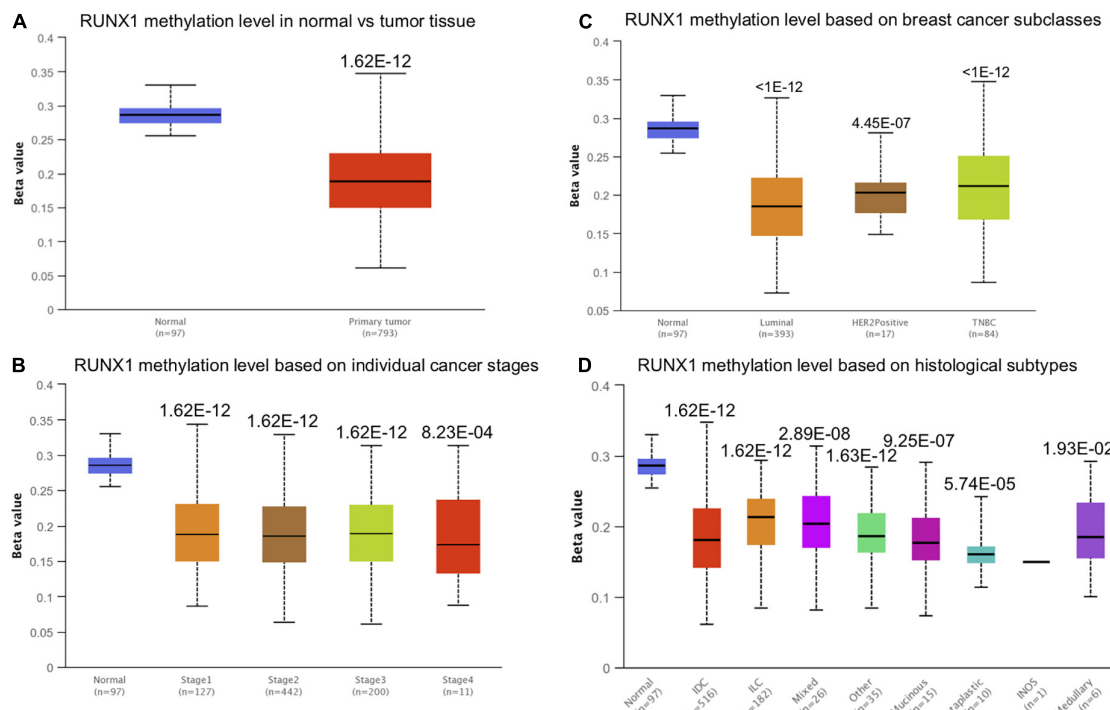 A RUNX1 methylation level in normal vs tumor tissue
0.4
0.35
0.3
0.25
0.2
0.15
0.1
0.05
0
Beta value
1.62E-12
Normal
(n=97)
Primary tumor
(n=793)
C RUNX1 methylation level based on breast cancer subclasses
0.4
0.35
0.3
0.25
0.2
0.15
0.1
0.05
Beta value
<1E-12
4.45E-07
<1E-12
Normal
(n=97)
Luminal
(n=393)
HER2Positive
(n=17)
TNBC
(n=84)
B RUNX1 methylation level based on individual cancer stages
0.4
0.35
0.3
0.25
0.2
0.15
0.1
0.05
0
Beta value
1.62E-12
1.62E-12
1.62E-12
8.23E-04
Normal
(n=97)
Stage1
(n=127)
Stage2
(n=442)
Stage3
(n=200)
Stage4
(n=11)
D RUNX1 methylation level based on histological subtypes
0.4
0.3
0.2
0.1
0
Beta value
1.62E-12
1.62E-12
2.89E-08
1.63E-12
9.25E-07
5.74E-05
1.93E-02
Normal
(n=97)
IDC
n=516)
ILC
n=182)
Mixed
(n=26)
Other
(n=35)
Mucinous
(n=15)
taplastic
(n=10)
INOS
(n=1)
Medullary
(n=6)